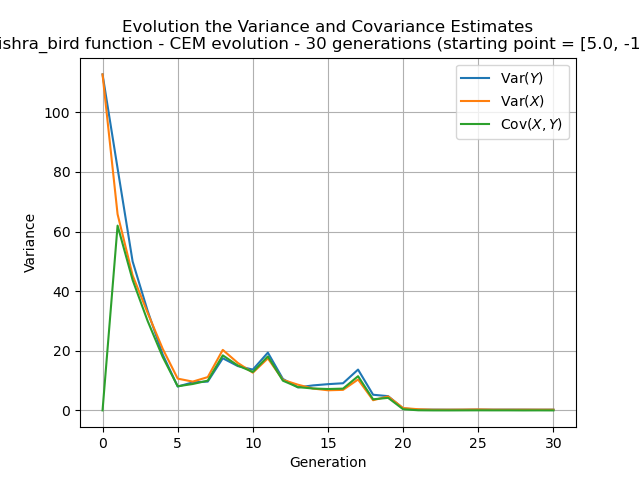 Evolution the Variance and Covariance Estimates
ishra_bird function - CEM evolution - 30 generations (starting point = [5.0, -1
Var(Y)
Var(X)
Cov(X, Y)
100
80
60
40
20
0
Variance
0 5 10 15 20 25 30
Generation